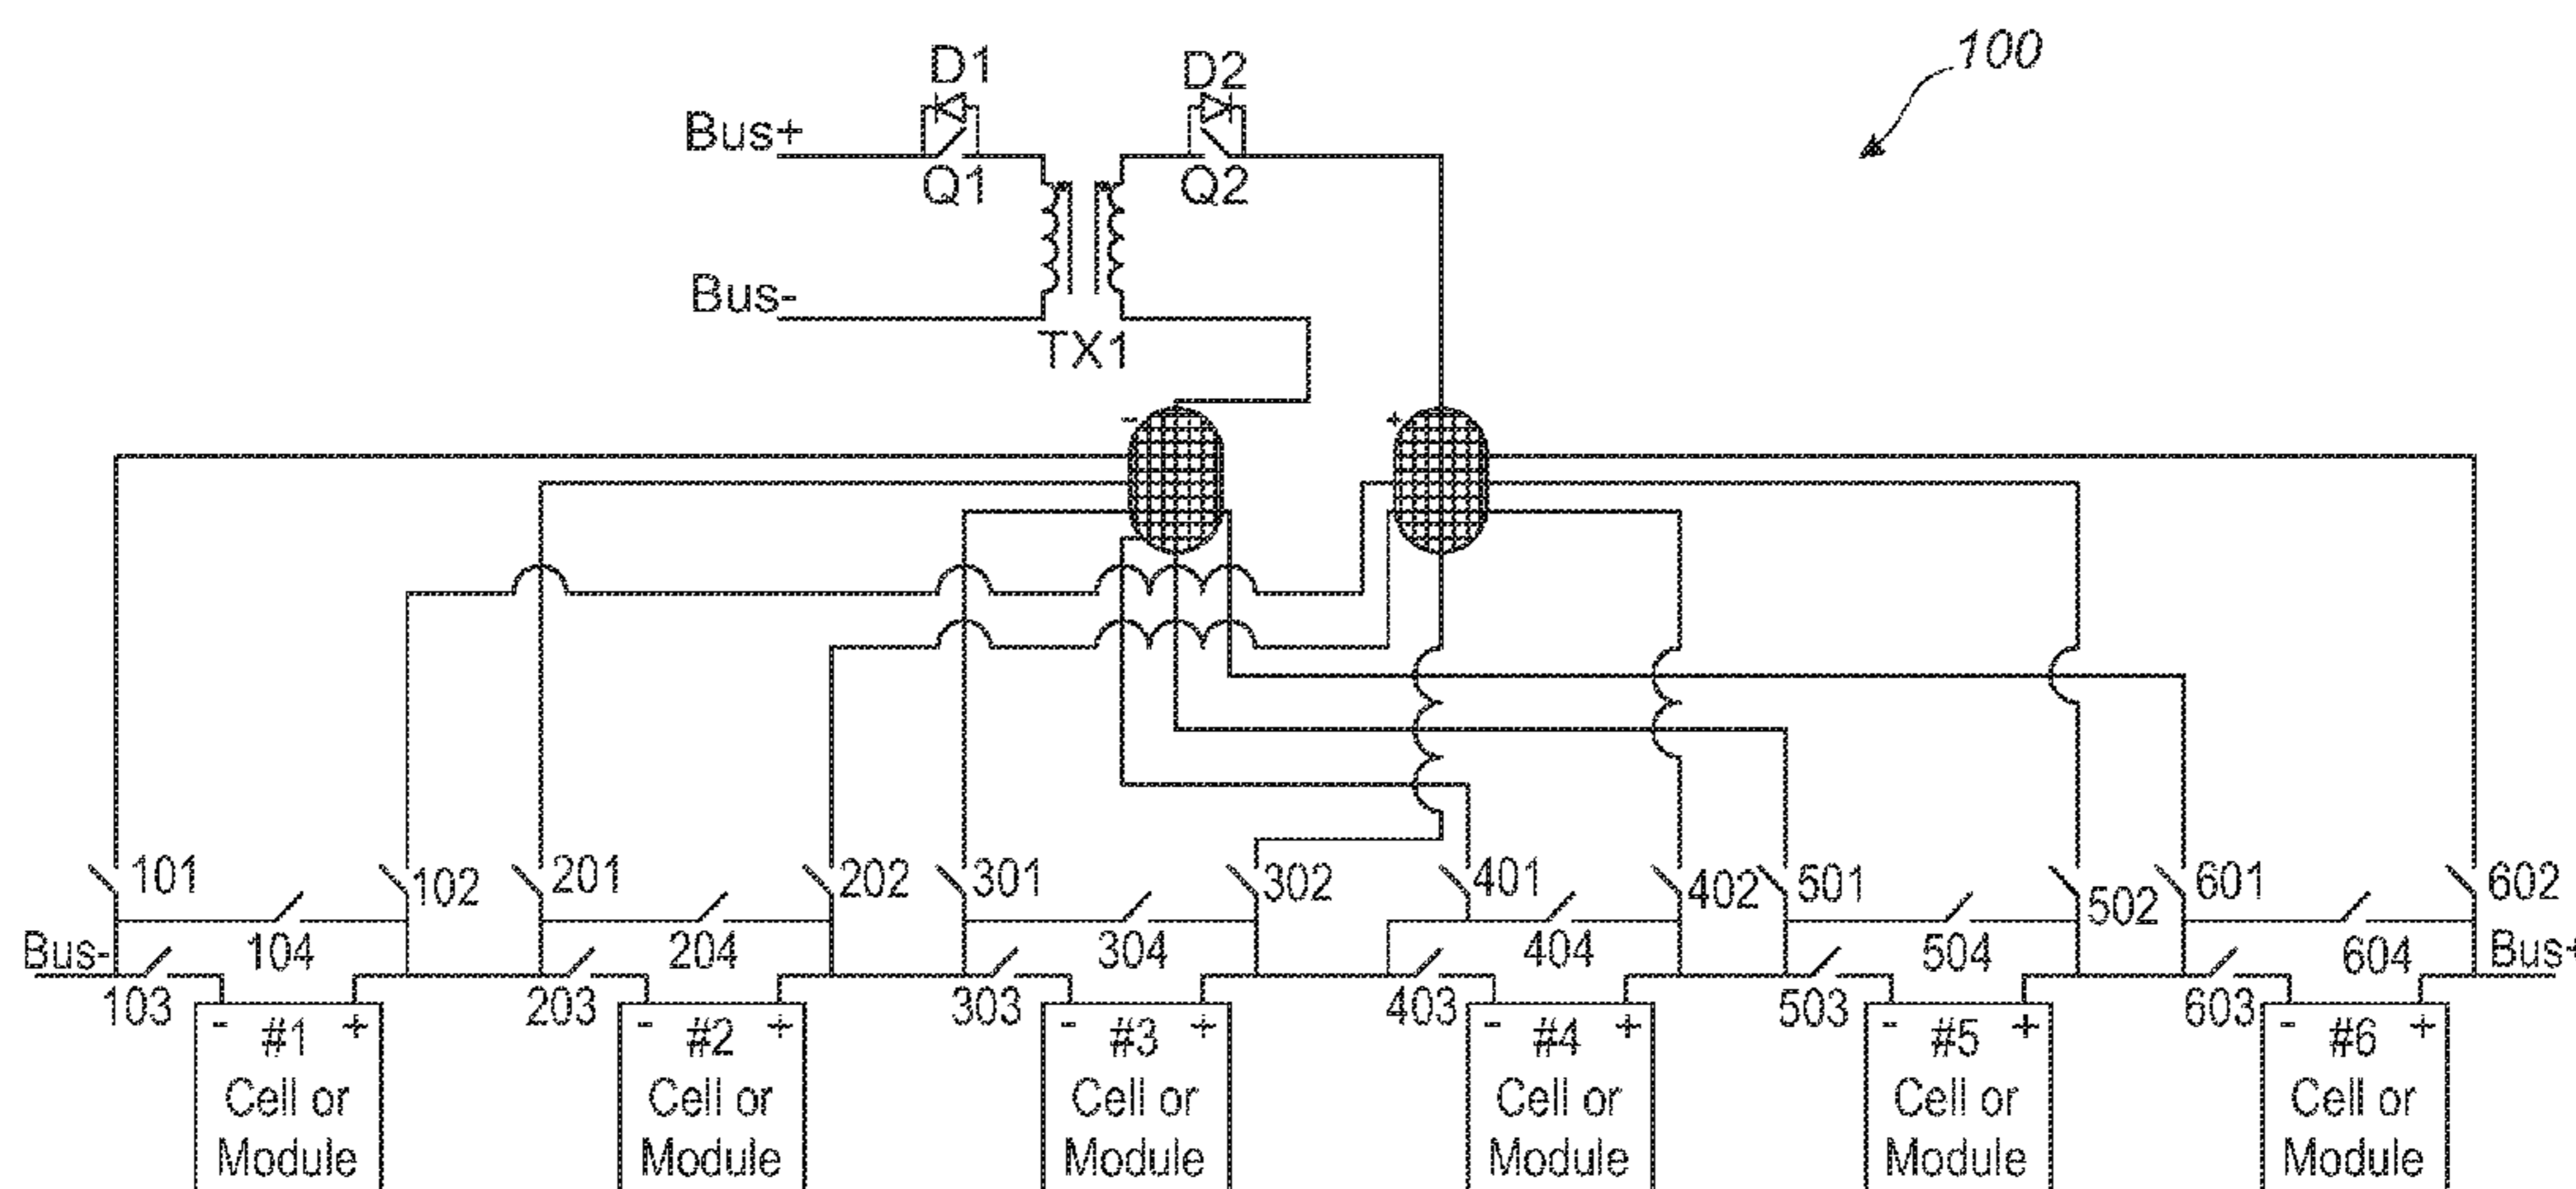 100
D1 D2
Bus+
Q1 Q2
Bus-
TX1
- +
101 102 201 202 301 302 401 402 501 502 601 602
104 204 304 404 504 604
Bus- Bus+
103 203 303 403 503 603
- #1 + - #2 + - #3 + - #4 + - #5 + - #6 +
Cell or Cell or Cell or Cell or Cell or Cell or
Module Module Module Module Module Module